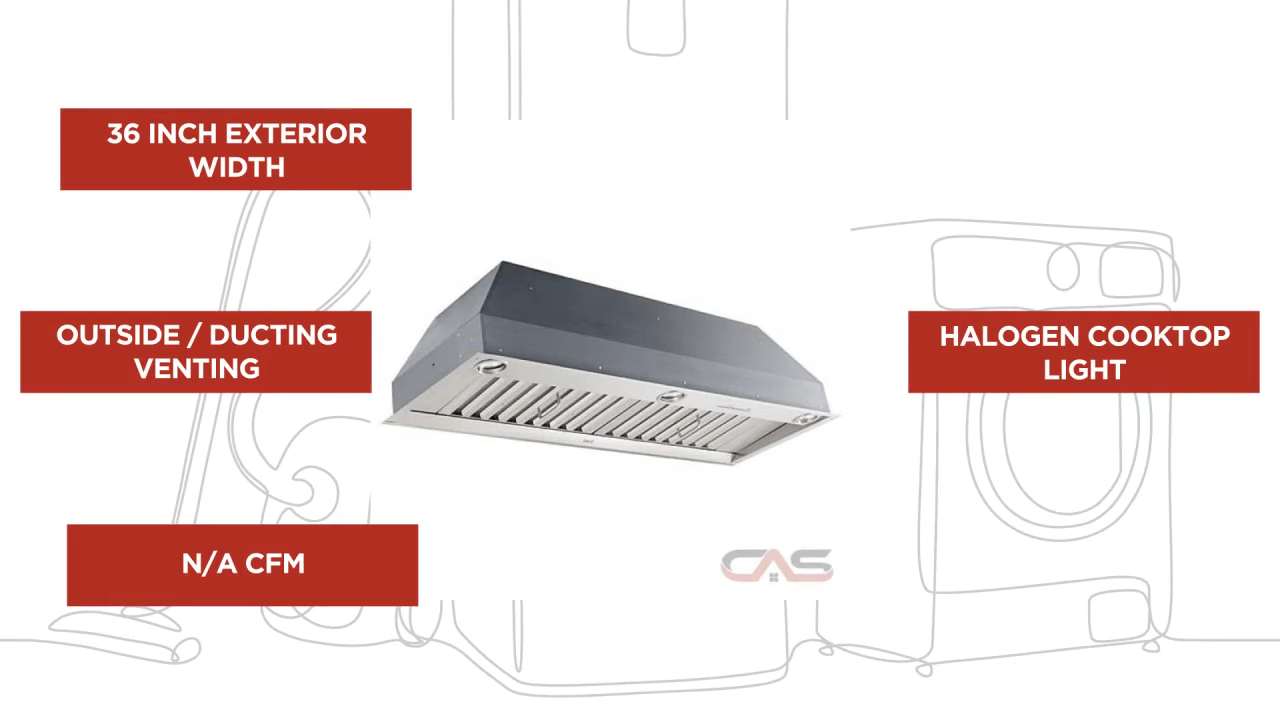 36 INCH EXTERIOR
WIDTH
OUTSIDE / DUCTING
VENTING
HALOGEN COOKTOP
LIGHT
N/A CFM
CAS